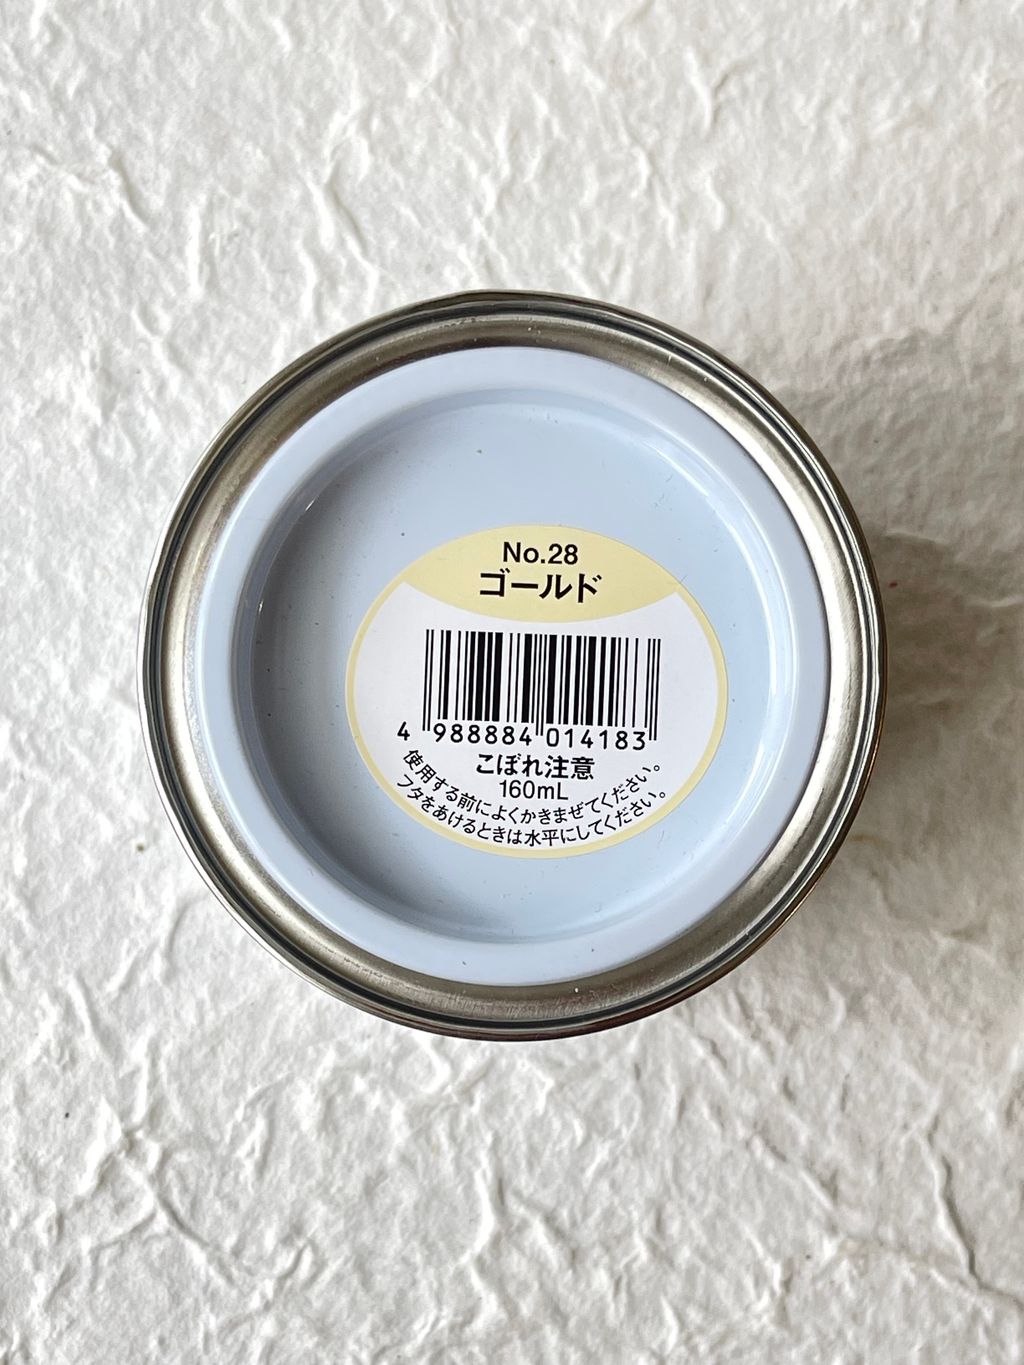 No.28
ゴールド
4 988884 014183
こぼれ注意
160mL
使用する前によくかきまぜてください。
フタをあけるときは水平にしてください。